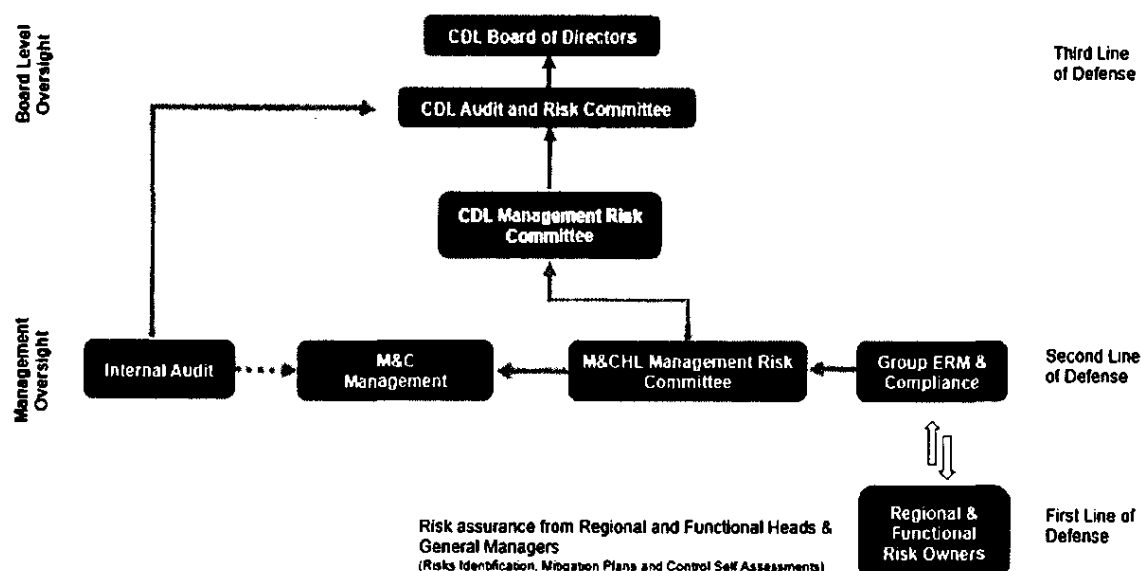 Board Level
Oversight
CDL Board of Directors
Third Line
of Defense
CDL Audit and Risk Committee
CDL Management Risk
Committee
Management
Oversight
Internal Audit
M&C
Management
M&CHL Management Risk
Committee
Group ERM &
Compliance
Second Line
of Defense
Risk assurance from Regional and Functional Heads &
General Managers
(Risks Identification, Mitigation Plans and Control Self Assessments)
Regional &
Functional
Risk Owners
First Line of
Defense